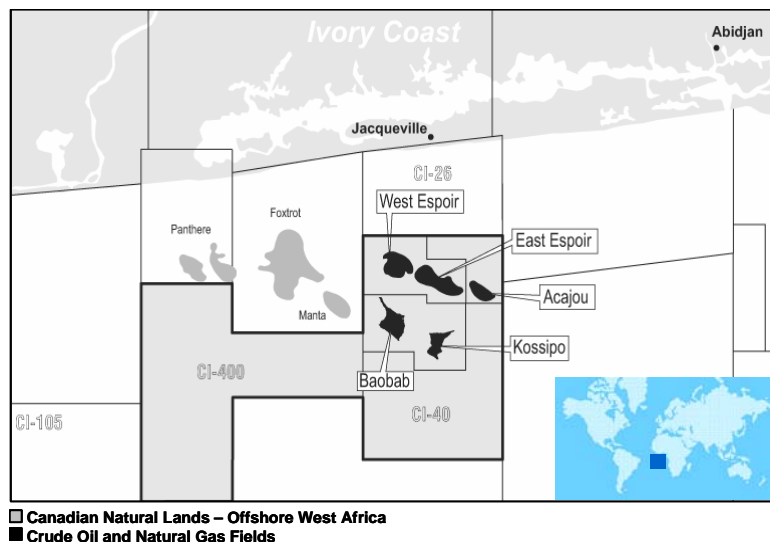 Ivory Coast
Abidjan
Jacqueville
CI-26
West Espoir
Foxtrot
Panthere
East Espoir
Acajou
Manta
Kossipo
CI-400
Baobab
CI-105
CI-40
Canadian Natural Lands – Offshore West Africa
Crude Oil and Natural Gas Fields